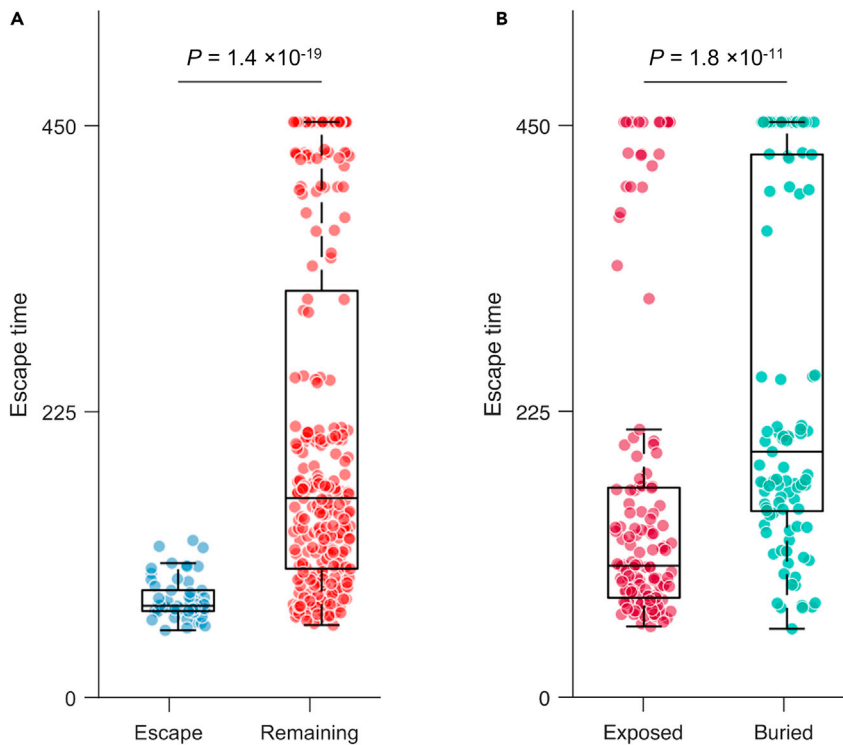 A
P = 1.4 ×10-19
450
225
0
Escape time
Escape
Remaining
B
P = 1.8 ×10-11
450
225
0
Escape time
Exposed
Buried